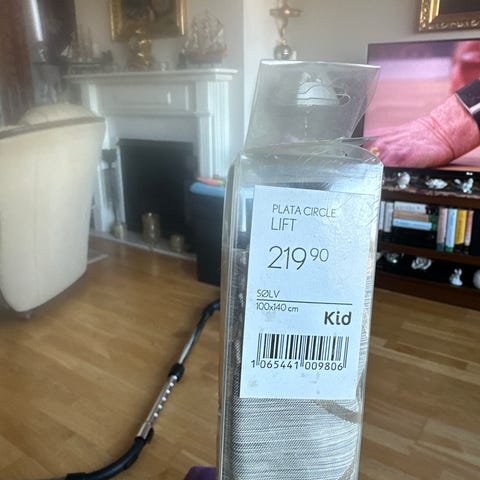 PLATA CIRCLE
LIFT
219 90
SØLV
100x140 cm
Kid
1 065441 009806